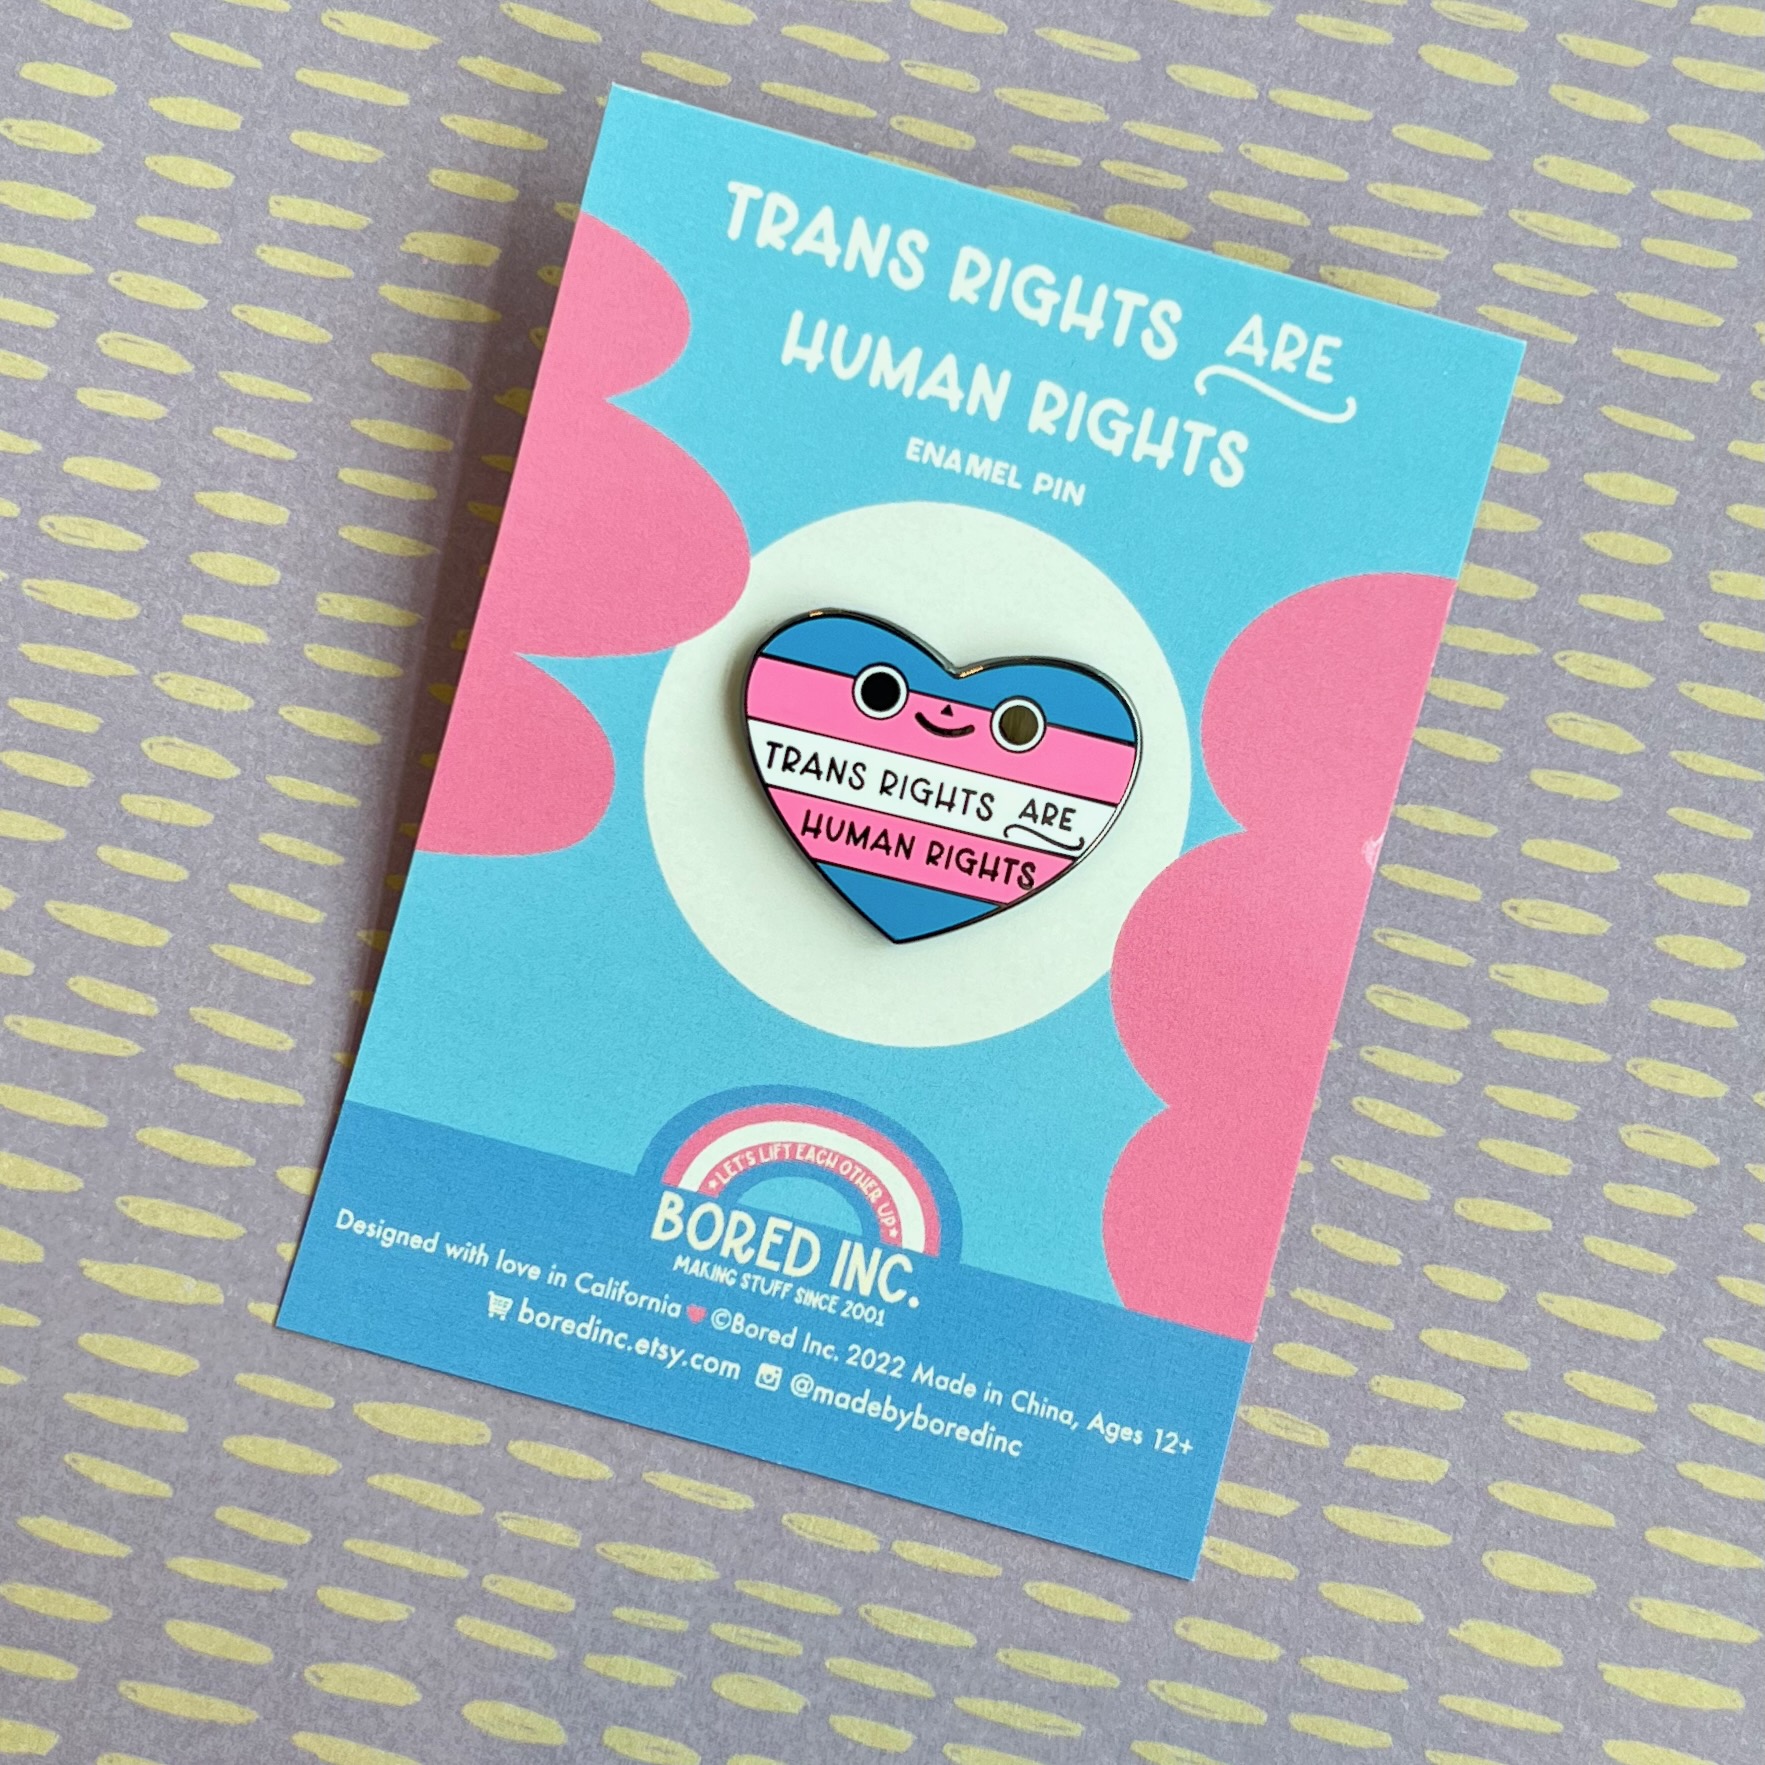 TRANS RIGHTS ARE
HUMAN RIGHTS
ENAMEL PIN
TRANS RIGHTS ARE
HUMAN RIGHTS
LET'S LIFT EACH OTHER UP
BORED INC.
MAKING STUFF SINCE 2001
Designed with love in California ©Bored Inc. 2022 Made in China, Ages 12+
boredinc.etsy.com @madebyboredinc